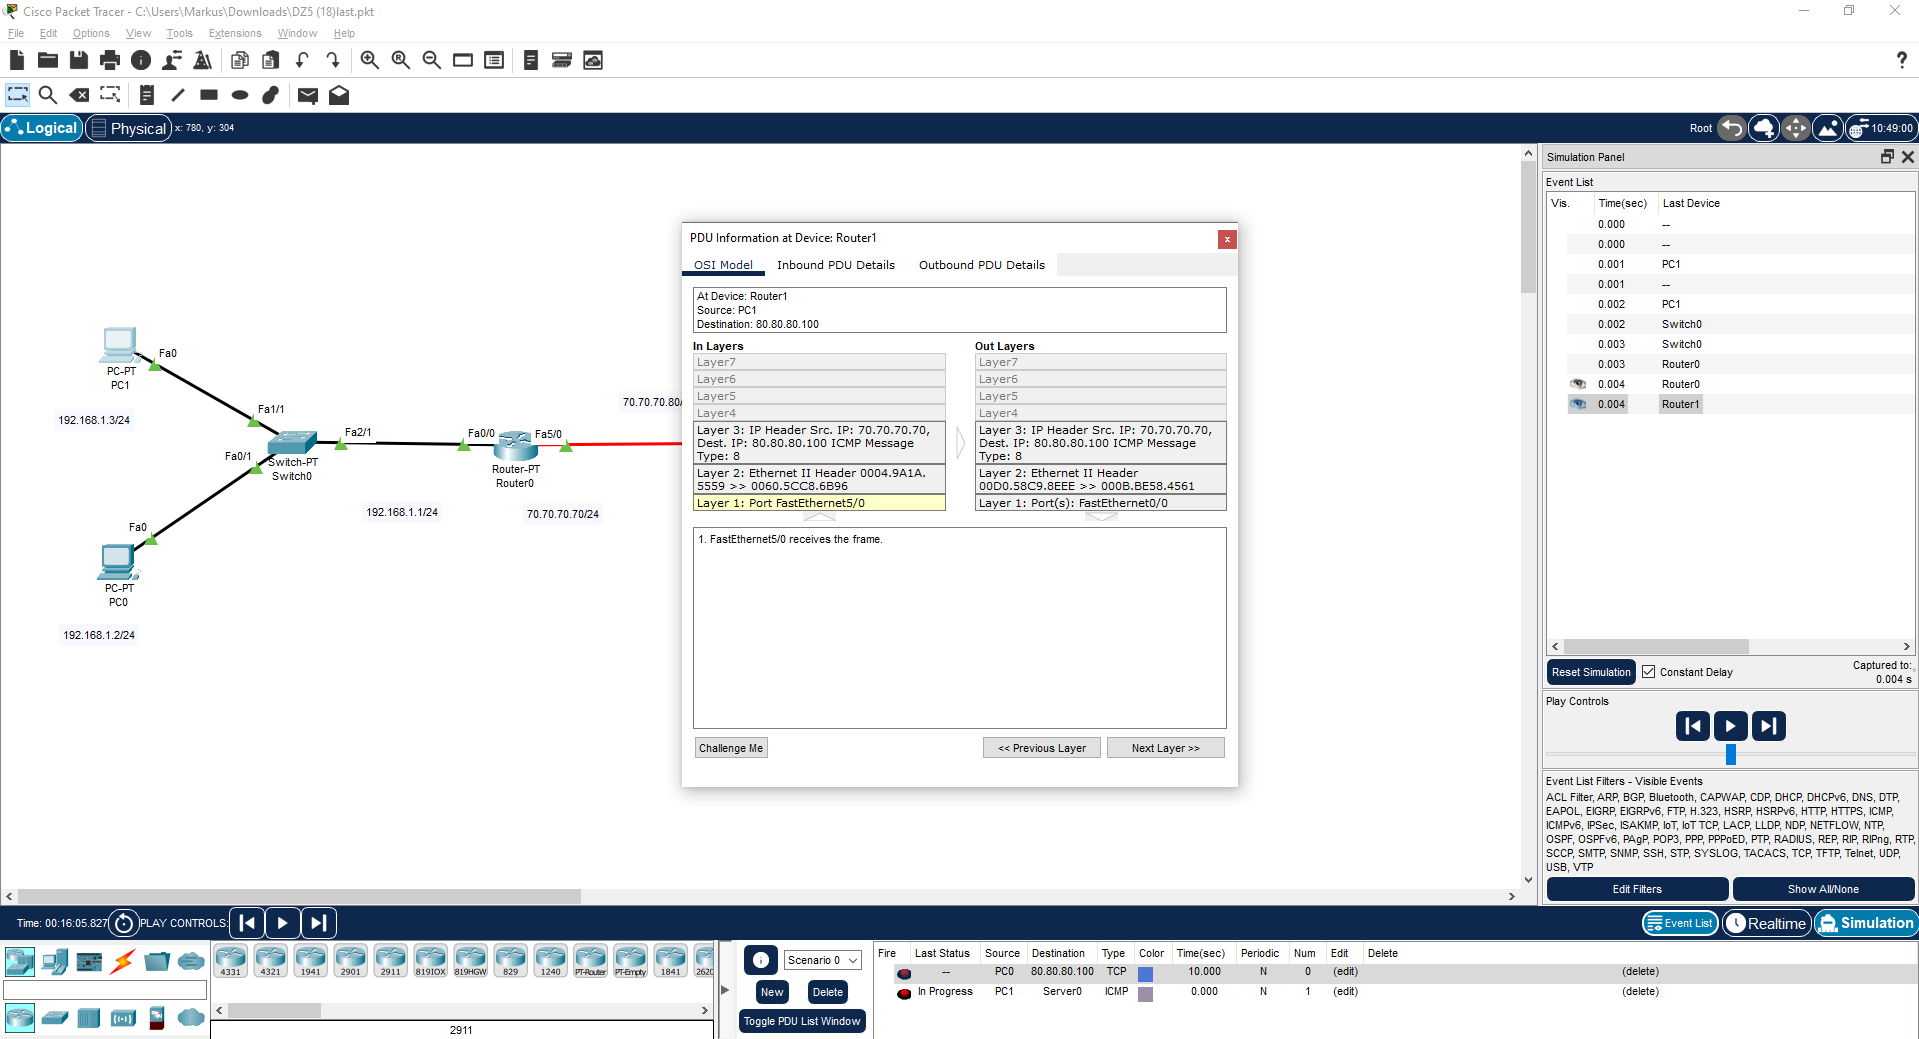 Cisco Packet Tracer - C:\Users\Markus\Downloads\DZ5 (18)last.pkt
File Edit Options View Tools Extensions Window Help
?
Logical Physical x: 780, y: 304
Root 10:49:00
PC-PT
PC1
Fa0
192.168.1.3/24
Fa1/1
Fa0/1
Switch-PT
Switch0
Fa2/1
Fa0
PC-PT
PC0
192.168.1.2/24
192.168.1.1/24
Fa0/0
Fa5/0
Router-PT
Router0
70.70.70.70/24
70.70.70.80/
PDU Information at Device: Router1
x
OSI Model Inbound PDU Details Outbound PDU Details
At Device: Router1
Source: PC1
Destination: 80.80.80.100
In Layers
Layer7
Layer6
Layer5
Layer4
Layer 3: IP Header Src. IP: 70.70.70.70,
Dest. IP: 80.80.80.100 ICMP Message
Type: 8
Layer 2: Ethernet II Header 0004.9A1A.
5559 >> 0060.5CC8.6B96
Layer 1: Port FastEthernet5/0
Out Layers
Layer7
Layer6
Layer5
Layer4
Layer 3: IP Header Src. IP: 70.70.70.70,
Dest. IP: 80.80.80.100 ICMP Message
Type: 8
Layer 2: Ethernet II Header
00D0.58C9.8EEE >> 000B.BE58.4561
Layer 1: Port(s): FastEthernet0/0
1. FastEthernet5/0 receives the frame.
Challenge Me << Previous Layer Next Layer >>
Simulation Panel
Event List
Vis. Time(sec) Last Device
0.000 --
0.000 --
0.001 PC1
0.001 --
0.002 PC1
0.002 Switch0
0.003 Switch0
0.003 Router0
0.004 Router0
0.004 Router1
Reset Simulation Constant Delay Captured to:
0.004 s
Play Controls
Event List Filters - Visible Events
ACL Filter, ARP, BGP, Bluetooth, CAPWAP, CDP, DHCP, DHCPv6, DNS, DTP,
EAPOL, EIGRP, EIGRPv6, FTP, H.323, HSRP, HSRPv6, HTTP, HTTPS, ICMP,
ICMPv6, IPSec, ISAKMP, IoT, IoT TCP, LACP, LLDP, NDP, NETFLOW, NTP,
OSPF, OSPFv6, PAgP, POP3, PPP, PPPoED, PTP, RADIUS, REP, RIP, RIPng, RTP,
SCCP, SMTP, SNMP, SSH, STP, SYSLOG, TACACS, TCP, TFTP, Telnet, UDP,
USB, VTP
Edit Filters Show All/None
Time: 00:16:05.827 PLAY CONTROLS:
Event List Realtime Simulation
4331 4321 1941 2901 2911 819IOX 819HGW 829 1240 PT-Router PT-Empty 1841 2620
2911
Scenario 0
New Delete
Toggle PDU List Window
Fire Last Status Source Destination Type Color Time(sec) Periodic Num Edit Delete
-- PC0 80.80.80.100 TCP 10.000 N 0 (edit) (delete)
In Progress PC1 Server0 ICMP 0.000 N 1 (edit) (delete)